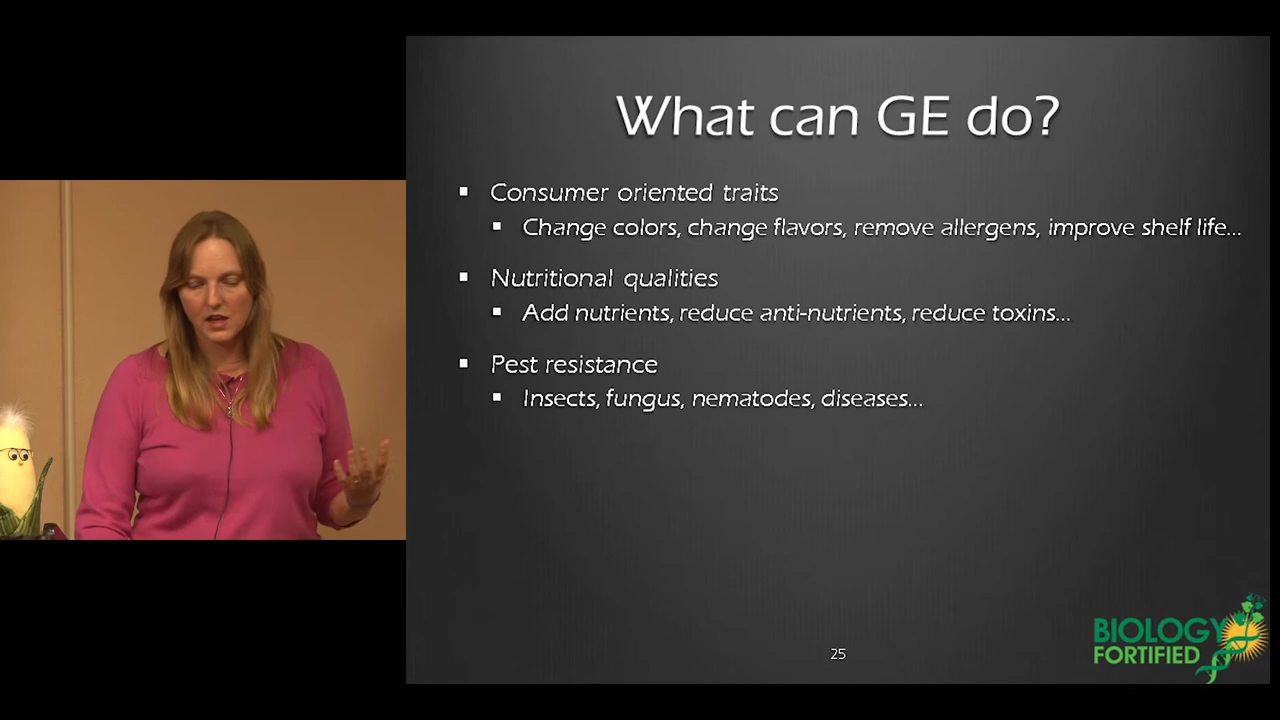 What can GE do?
Consumer oriented traits
Change colors, change flavors, remove allergens, improve shelf life...
Nutritional qualities
Add nutrients, reduce anti-nutrients, reduce toxins...
Pest resistance
Insects, fungus, nematodes, diseases...
25
BIOLOGY
FORTIFIED